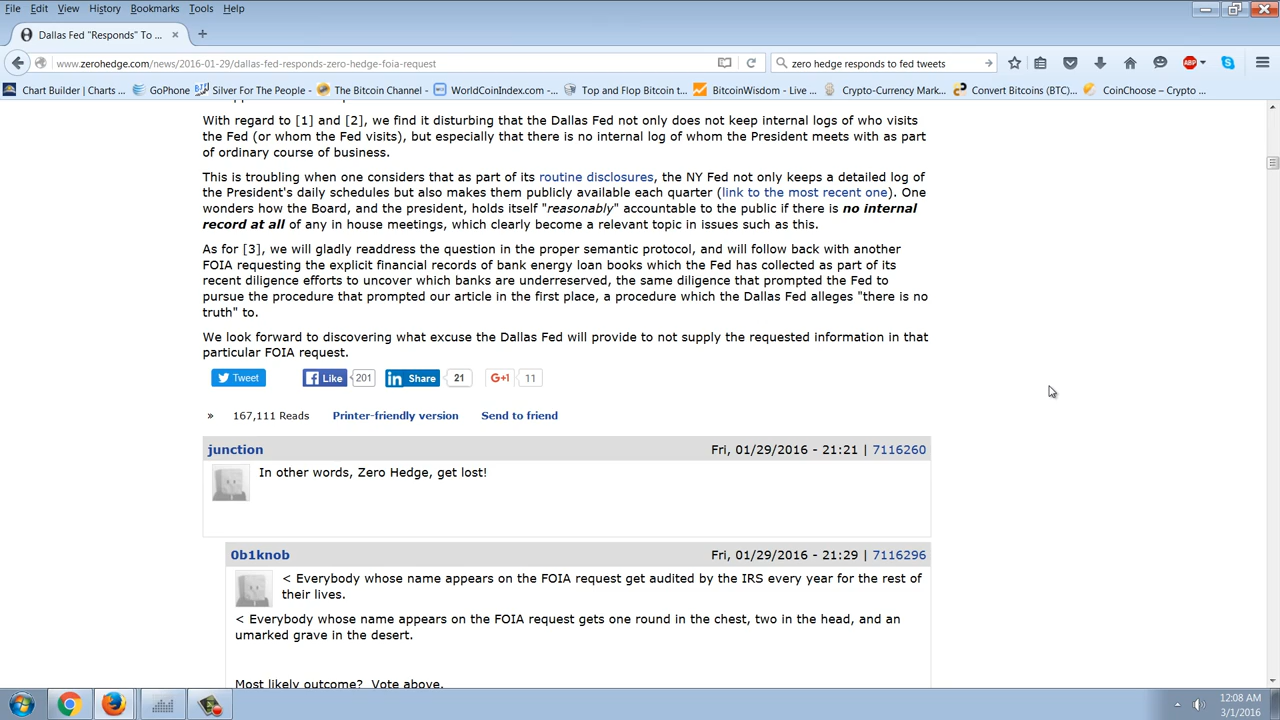 File Edit View History Bookmarks Tools Help
Dallas Fed "Responds" To ...
www.zerohedge.com/news/2016-01-29/dallas-fed-responds-zero-hedge-foia-request
zero hedge responds to fed tweets
ABP
Chart Builder | Charts ... GoPhone Silver For The People - The Bitcoin Channel - WorldCoinIndex.com -... Top and Flop Bitcoin t... BitcoinWisdom - Live ... Crypto-Currency Mark... Convert Bitcoins (BTC)... CoinChoose – Crypto ...
With regard to [1] and [2], we find it disturbing that the Dallas Fed not only does not keep internal logs of who visits
the Fed (or whom the Fed visits), but especially that there is no internal log of whom the President meets with as part
of ordinary course of business.
This is troubling when one considers that as part of its routine disclosures, the NY Fed not only keeps a detailed log of
the President's daily schedules but also makes them publicly available each quarter (link to the most recent one). One
wonders how the Board, and the president, holds itself "reasonably" accountable to the public if there is no internal
record at all of any in house meetings, which clearly become a relevant topic in issues such as this.
As for [3], we will gladly readdress the question in the proper semantic protocol, and will follow back with another
FOIA requesting the explicit financial records of bank energy loan books which the Fed has collected as part of its
recent diligence efforts to uncover which banks are underreserved, the same diligence that prompted the Fed to
pursue the procedure that prompted our article in the first place, a procedure which the Dallas Fed alleges "there is no
truth" to.
We look forward to discovering what excuse the Dallas Fed will provide to not supply the requested information in that
particular FOIA request.
Tweet Like 201 in Share 21 G+1 11
» 167,111 Reads Printer-friendly version Send to friend
junction Fri, 01/29/2016 - 21:21 | 7116260
In other words, Zero Hedge, get lost!
0b1knob Fri, 01/29/2016 - 21:29 | 7116296
< Everybody whose name appears on the FOIA request get audited by the IRS every year for the rest of
their lives.
< Everybody whose name appears on the FOIA request gets one round in the chest, two in the head, and an
umarked grave in the desert.
Most likely outcome? Vote above.
12:08 AM
3/1/2016